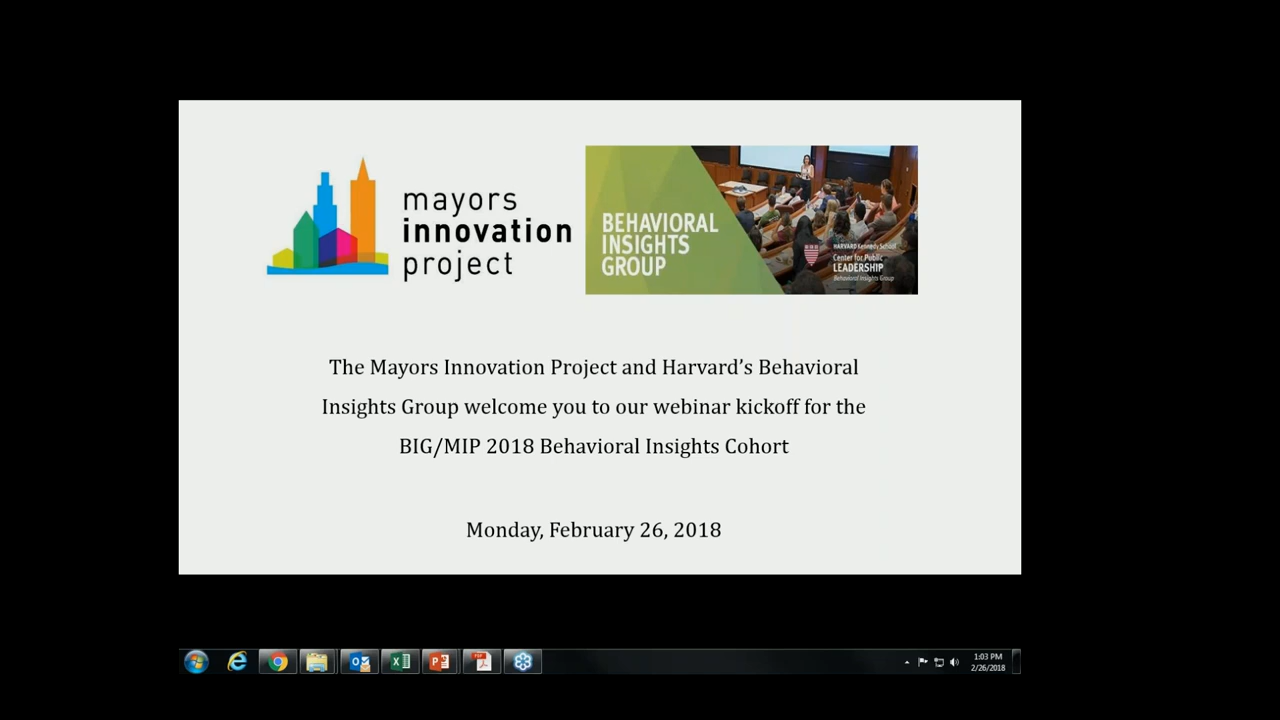 mayors
innovation
project
BEHAVIORAL
INSIGHTS
GROUP
HARVARD Kennedy School
Center for Public
LEADERSHIP
Behavioral Insights Group
The Mayors Innovation Project and Harvard’s Behavioral
Insights Group welcome you to our webinar kickoff for the
BIG/MIP 2018 Behavioral Insights Cohort
Monday, February 26, 2018
1:03 PM
2/26/2018